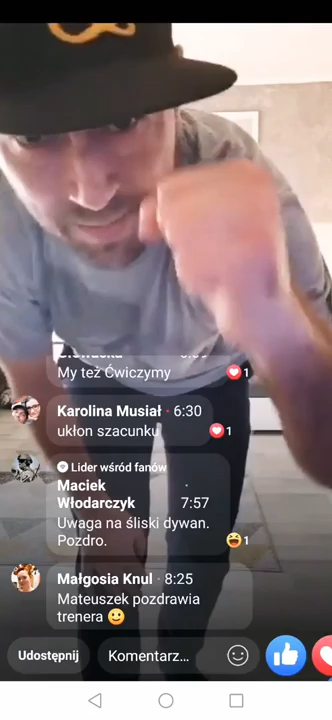 My też Ćwiczymy
1
Karolina Musiał · 6:30
ukłon szacunku
1
Lider wśród fanów
Maciek ·
Włodarczyk 7:57
Uwaga na śliski dywan.
Pozdro.
1
Małgosia Knul · 8:25
Mateuszek pozdrawia
trenera
Udostępnij
Komentarz...